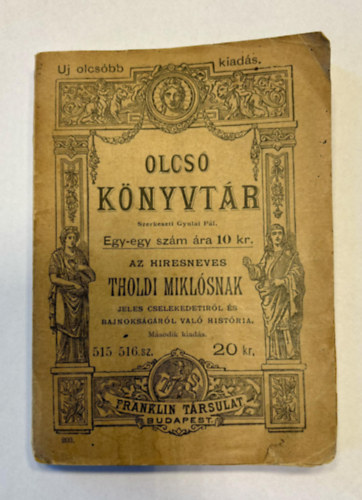 Uj olcsóbb kiadás.
OLCSÓ
KÖNYVTÁR
Szerkeszti Gyulai Pál.
Egy-egy szám ára 10 kr.
AZ HIRESNEVES
THOLDI MIKLÓSNAK
JELES CSELEKEDETIRŐL ÉS
BAJNOKSÁGÁRÓL VALÓ HISTÓRIA.
Második kiadás.
515 516.sz. 20 kr.
FRANKLIN TÁRSULAT
BUDAPEST.